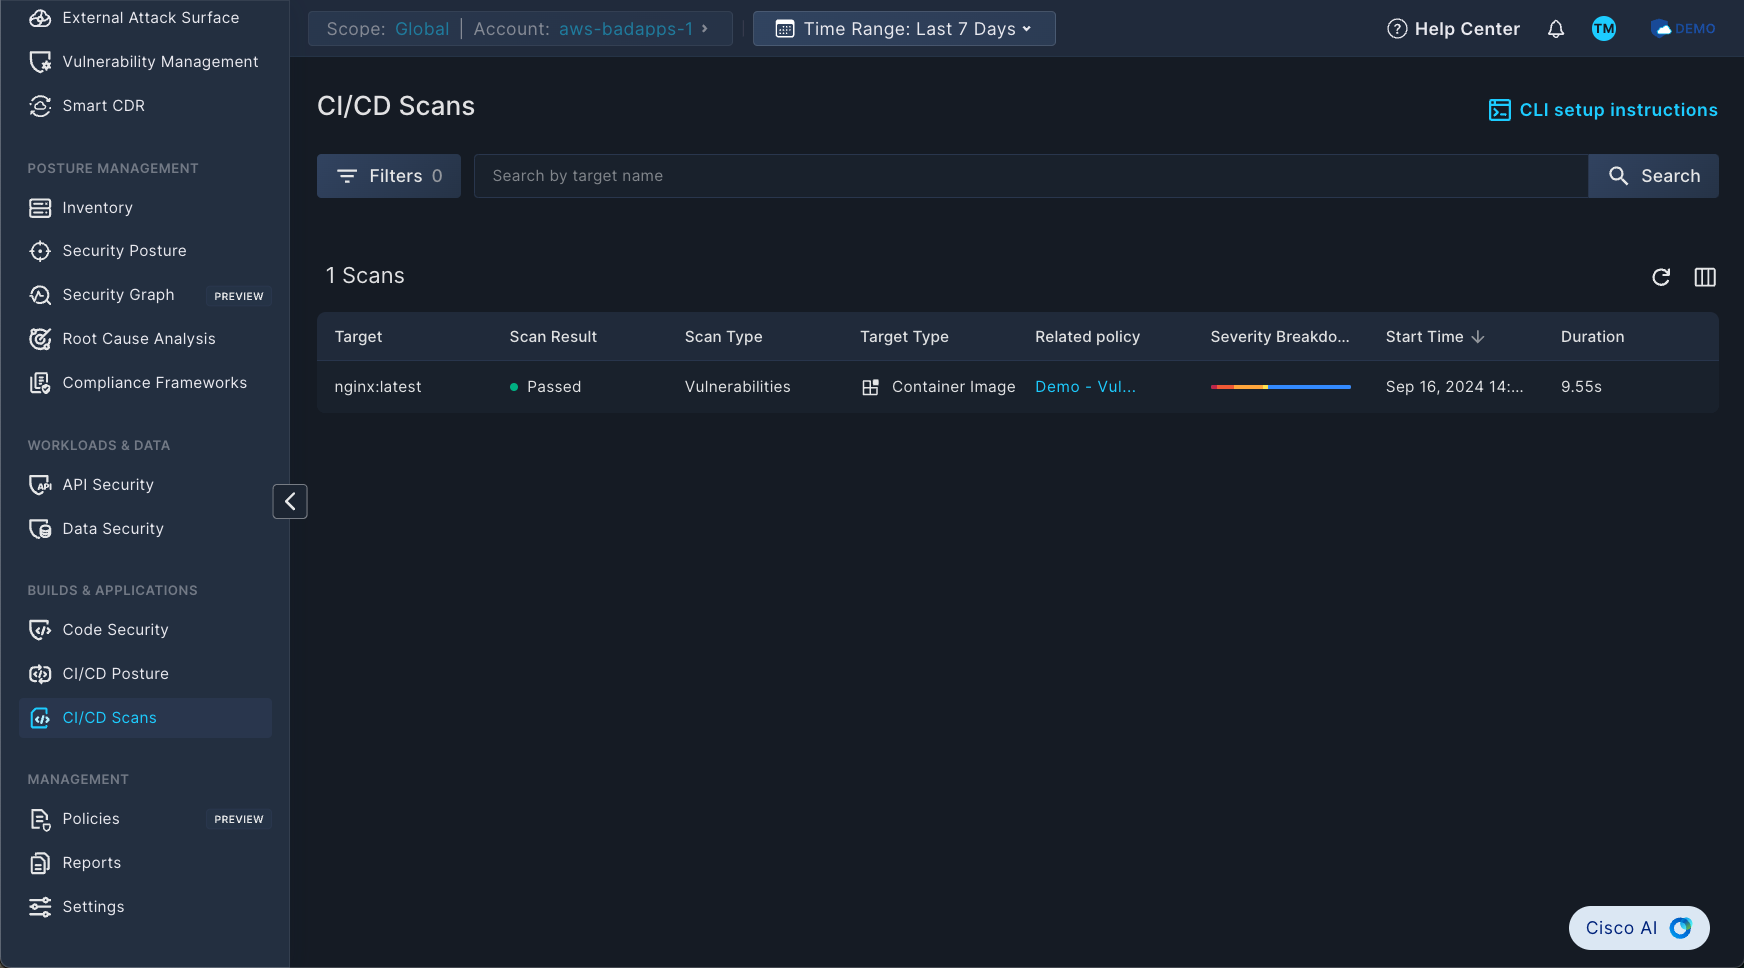 External Attack Surface
Vulnerability Management
Smart CDR
POSTURE MANAGEMENT
Inventory
Security Posture
Security Graph PREVIEW
Root Cause Analysis
Compliance Frameworks
WORKLOADS & DATA
API Security
Data Security
BUILDS & APPLICATIONS
Code Security
CI/CD Posture
CI/CD Scans
MANAGEMENT
Policies PREVIEW
Reports
Settings
Scope: Global | Account: aws-badapps-1
Time Range: Last 7 Days
Help Center
TM
DEMO
CI/CD Scans
CLI setup instructions
Filters 0
Search by target name
Search
1 Scans
Target Scan Result Scan Type Target Type Related policy Severity Breakdo... Start Time Duration
nginx:latest Passed Vulnerabilities Container Image Demo - Vul... Sep 16, 2024 14:... 9.55s
Cisco AI